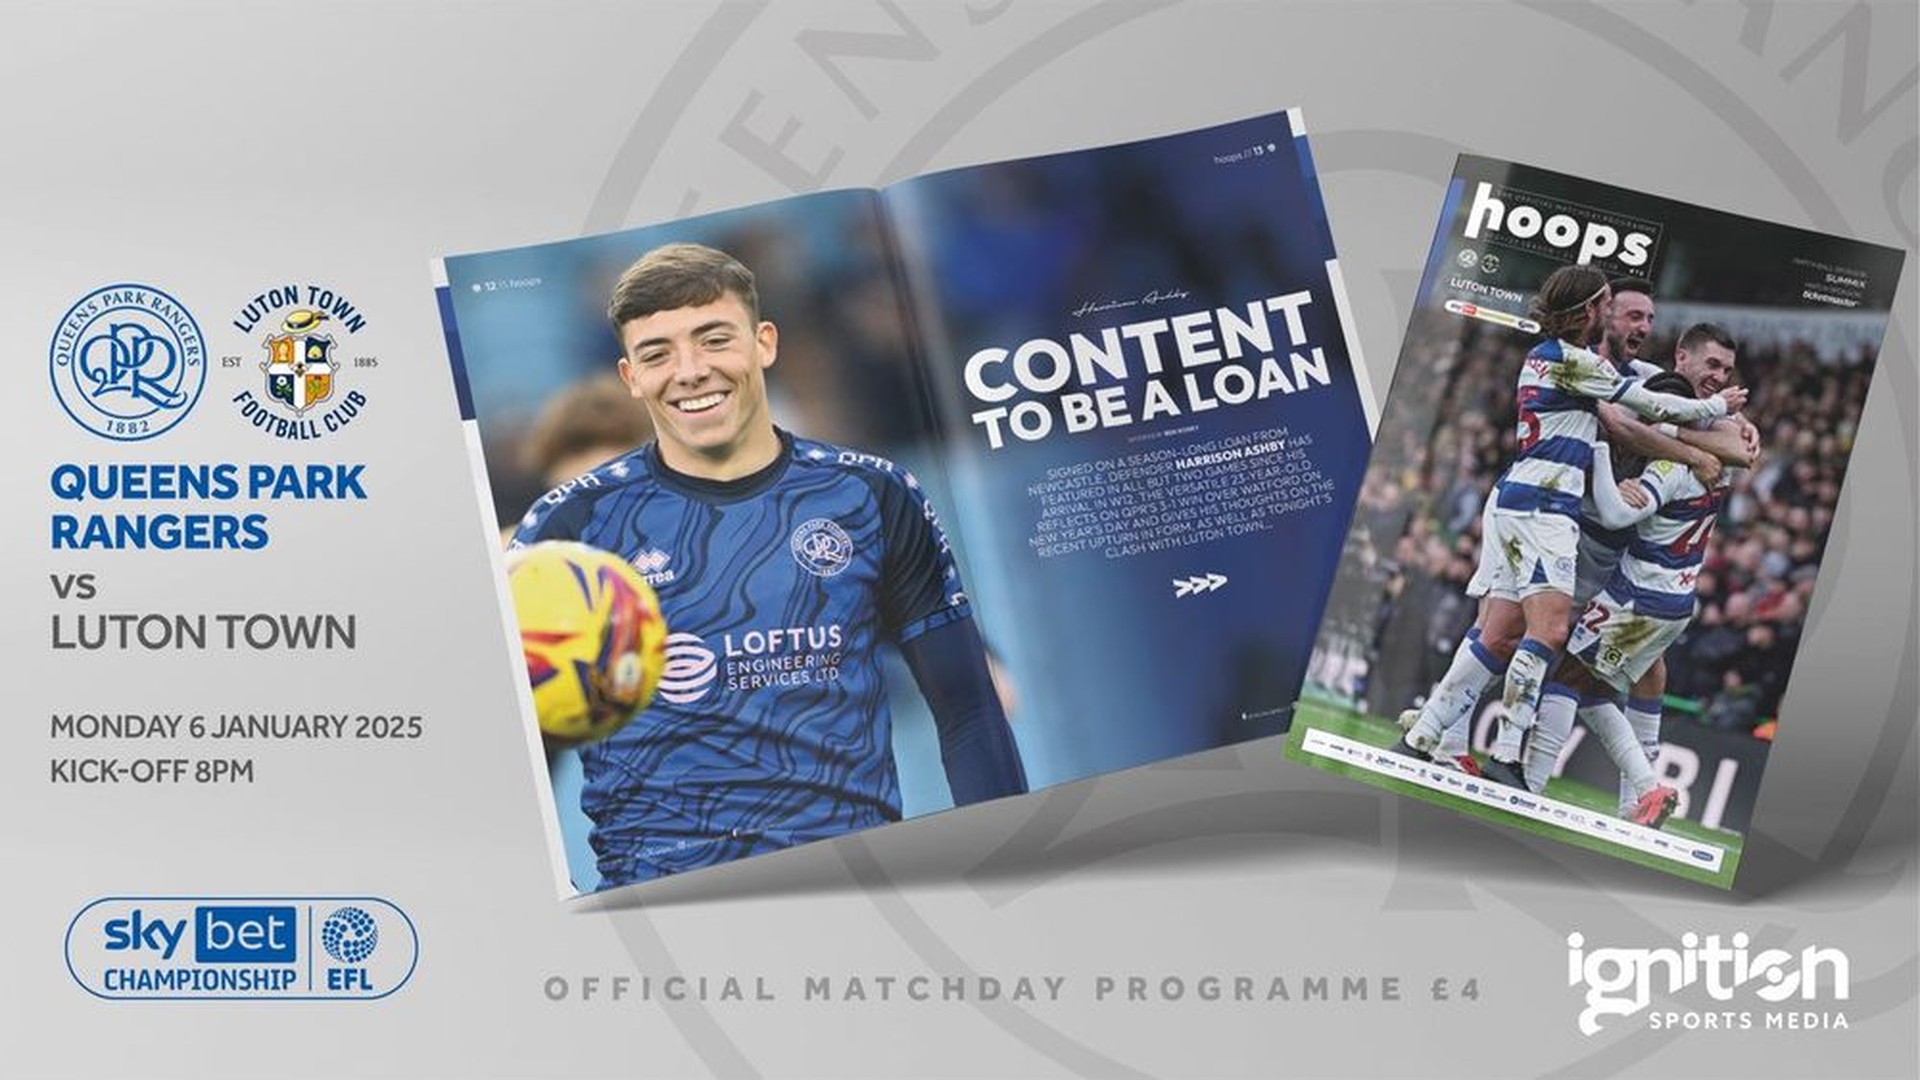 QUEENS PARK RANGERS
1882
LUTON TOWN
EST 1885
FOOTBALL CLUB
QUEENS PARK
RANGERS
VS
LUTON TOWN
MONDAY 6 JANUARY 2025
KICK-OFF 8PM
sky bet
CHAMPIONSHIP
EFL
12 \\ hoops
QPR
QPR
LOFTUS
ENGINEERING
SERVICES LTD
hoops // 13
Harrison Ashby
CONTENT
TO BE A LOAN
SIGNED ON A SEASON-LONG LOAN FROM
NEWCASTLE, DEFENDER HARRISON ASHBY HAS
FEATURED IN ALL BUT TWO GAMES SINCE HIS
ARRIVAL IN W12. THE VERSATILE 23-YEAR-OLD
REFLECTS ON QPR'S 3-1 WIN OVER WATFORD ON
NEW YEAR'S DAY AND GIVES HIS THOUGHTS ON THE
RECENT UPTURN IN FORM, AS WELL AS TONIGHT'S
CLASH WITH LUTON TOWN...
>>>
hoops
LUTON TOWN
SUMMIX
ticketmaster
OFFICIAL MATCHDAY PROGRAMME £4
ignition
SPORTS MEDIA